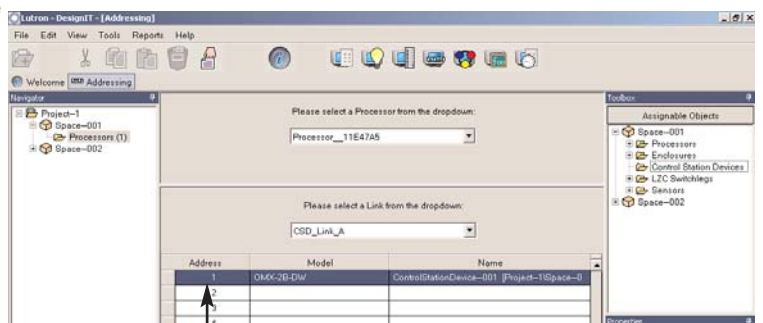 Lutron - DesignIT - [Addressing]
File Edit View Tools Reports Help
Welcome Addressing
Navigator
Project-1
Space-001
Processors (1)
Space-002
Please select a Processor from the dropdown:
Processor__11E47A5
Please select a Link from the dropdown:
CSD_Link_A
Address Model Name
1 OMX-2B-DW ControlStationDevice-001 [Project-1\Space-0
2
3
4
Toolbox
Assignable Objects
Space-001
Processors
Enclosures
Control Station Devices
LZC Switchlegs
Sensors
Space-002
Properties